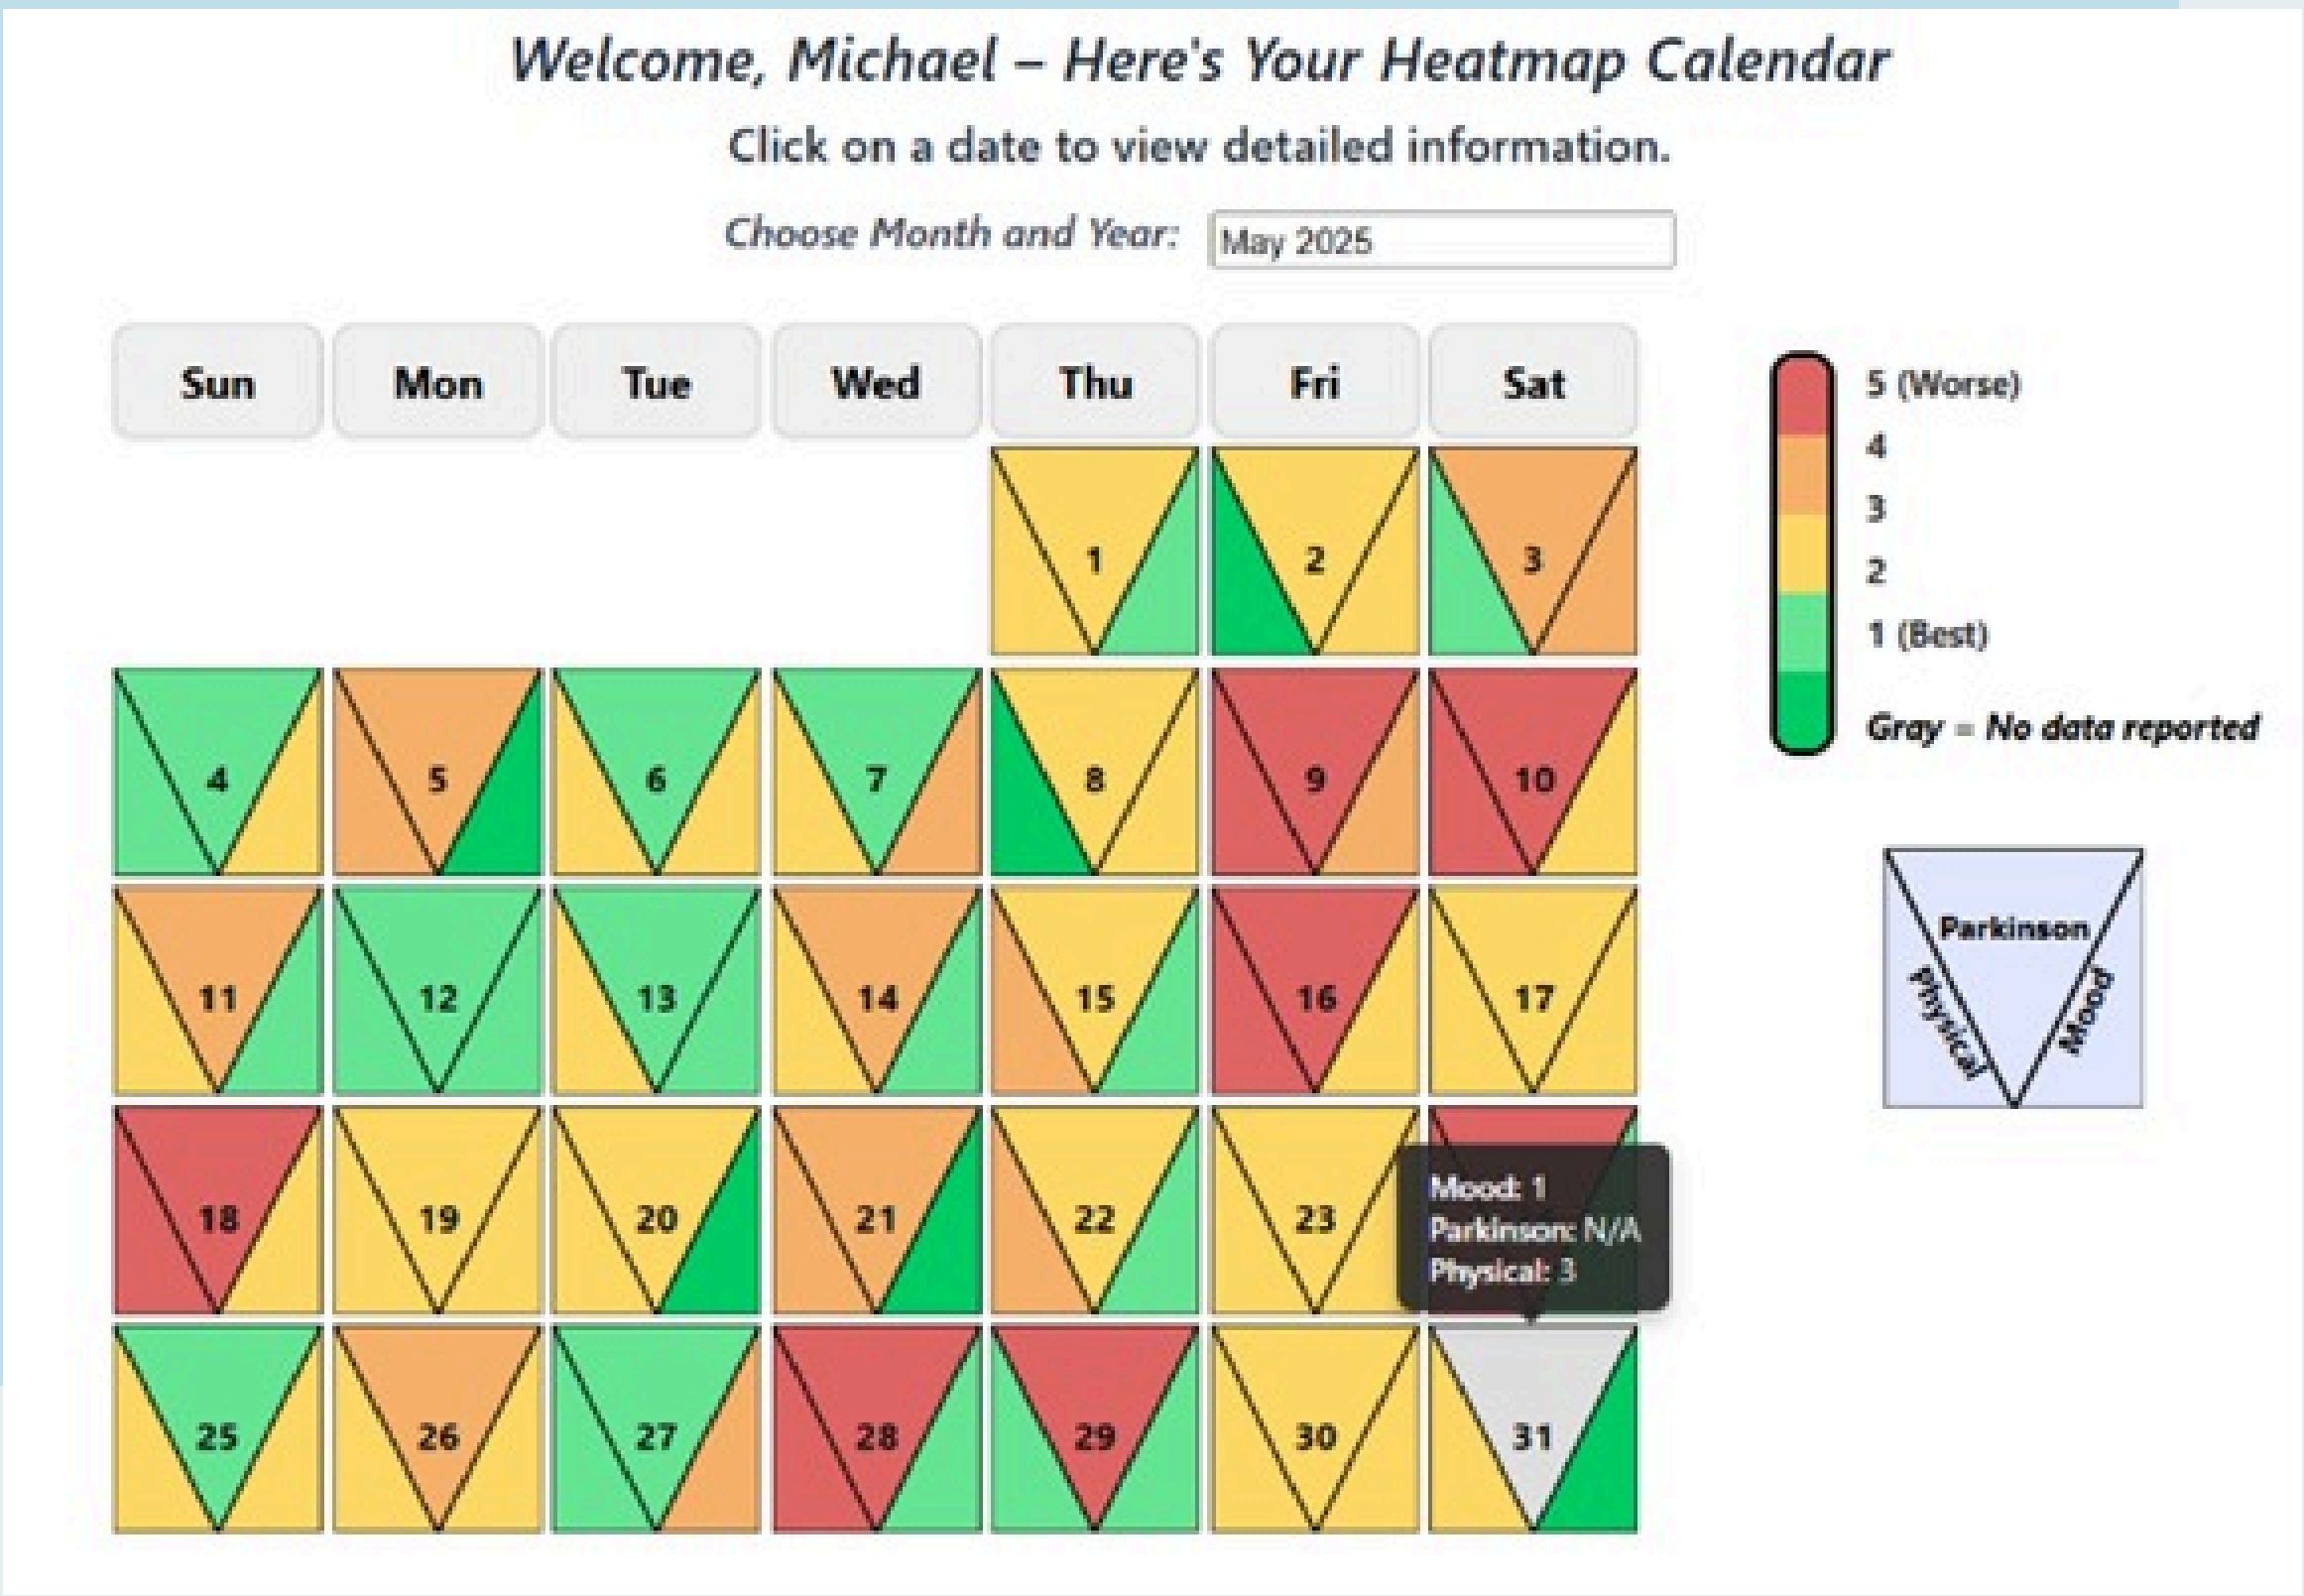 Welcome, Michael – Here's Your Heatmap Calendar
Click on a date to view detailed information.
Choose Month and Year: May 2025
Sun Mon Tue Wed Thu Fri Sat
1 2 3
4 5 6 7 8 9 10
11 12 13 14 15 16 17
18 19 20 21 22 23
Mood: 1
Parkinson: N/A
Physical: 3
25 26 27 28 29 30 31
5 (Worse)
4
3
2
1 (Best)
Gray = No data reported
Parkinson
Physical
Mood